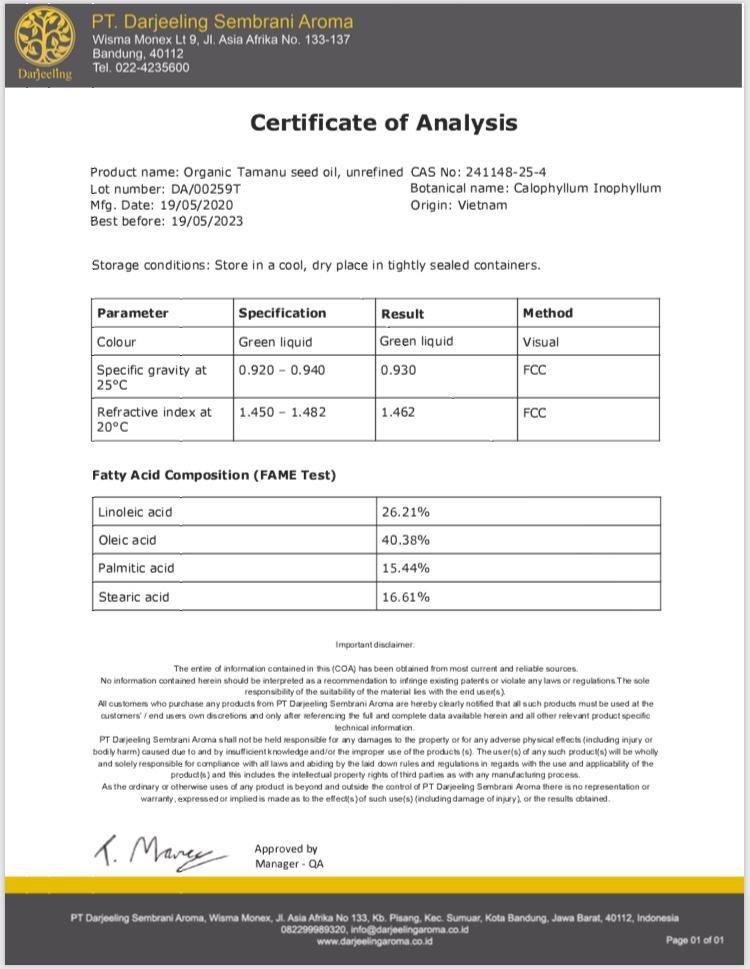 Darjeeling
PT. Darjeeling Sembrani Aroma
Wisma Monex Lt 9, Jl. Asia Afrika No. 133-137
Bandung, 40112
Tel. 022-4235600
Certificate of Analysis
Product name: Organic Tamanu seed oil, unrefined CAS No: 241148-25-4
Lot number: DA/00259T Botanical name: Calophyllum Inophyllum
Mfg. Date: 19/05/2020 Origin: Vietnam
Best before: 19/05/2023
Storage conditions: Store in a cool, dry place in tightly sealed containers.
Parameter Specification Result Method
Colour Green liquid Green liquid Visual
Specific gravity at 25°C 0.920 – 0.940 0.930 FCC
Refractive index at 20°C 1.450 – 1.482 1.462 FCC
Fatty Acid Composition (FAME Test)
Linoleic acid 26.21%
Oleic acid 40.38%
Palmitic acid 15.44%
Stearic acid 16.61%
Important disclaimer:
The entire of information contained in this (COA) has been obtained from most current and reliable sources.
No information contained herein should be interpreted as a recommendation to infringe existing patents or violate any laws or regulations.The sole
responsibility of the suitability of the material lies with the end user(s).
All customers who purchase any products from PT Darjeeling Sembrani Aroma are hereby clearly notified that all such products must be used at the
customers' / end users own discretions and only after referencing the full and complete data available herein and all other relevant product specific
technical information.
PT Darjeeling Sembrani Aroma shall not be held responsible for any damages to the property or for any adverse physical effects (including injury or
bodily harm) caused due to and by insufficient knowledge and/or the improper use of the products (s). The user(s) of any such product(s) will be wholly
and solely responsible for compliance with all laws and abiding by the laid down rules and regulations in regards with the use and applicability of the
product(s) and this includes the intellectual property rights of third parties as with any manufacturing process.
As the ordinary or otherwise uses of any product is beyond and outside the control of PT Darjeeling Sembrani Aroma there is no representation or
warranty, expressed or implied is made as to the effect(s) of such use(s) (including damage of injury), or the results obtained.
Approved by
Manager - QA
PT Darjeeling Sembrani Aroma, Wisma Monex, Jl. Asia Afrika No 133, Kb. Pisang, Kec. Sumuar, Kota Bandung, Jawa Barat, 40112, Indonesia
082299989320, info@darjeelingaroma.co.id
www.darjeelingaroma.co.id
Page 01 of 01